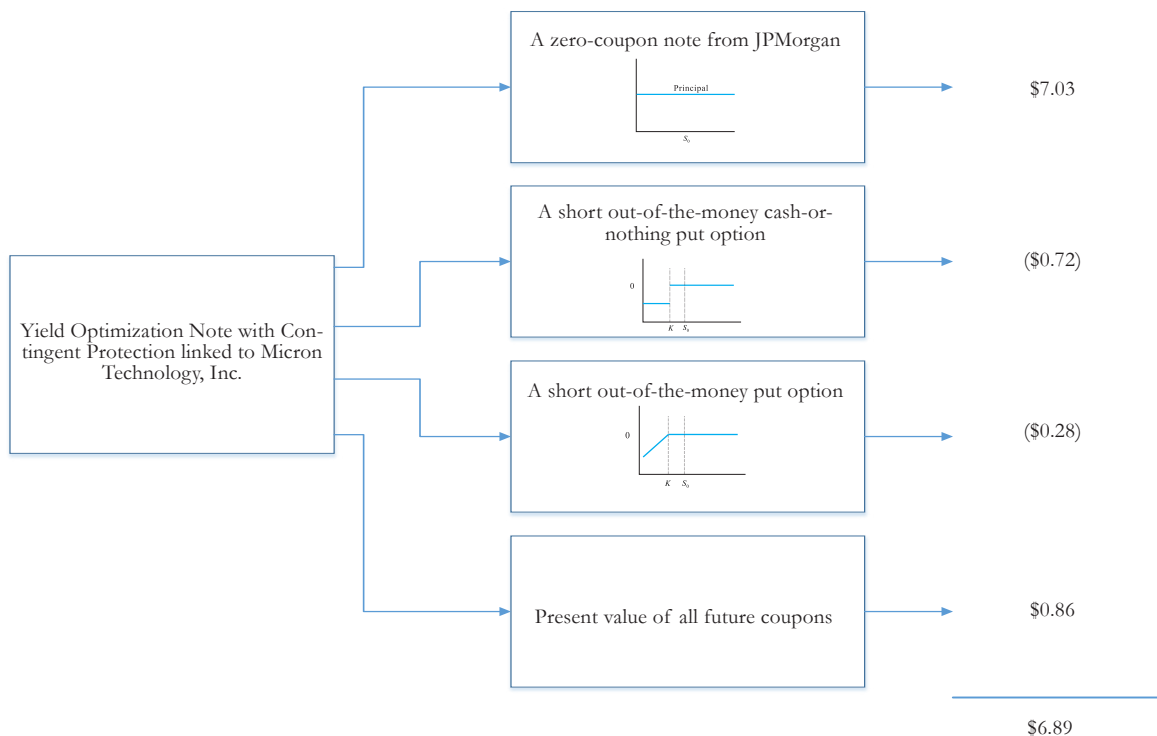 A zero-coupon note from JPMorgan
Principal
S0
$7.03
A short out-of-the-money cash-or-
nothing put option
0
K S0
($0.72)
Yield Optimization Note with Con-
tingent Protection linked to Micron
Technology, Inc.
A short out-of-the-money put option
0
K S0
($0.28)
Present value of all future coupons
$0.86
$6.89